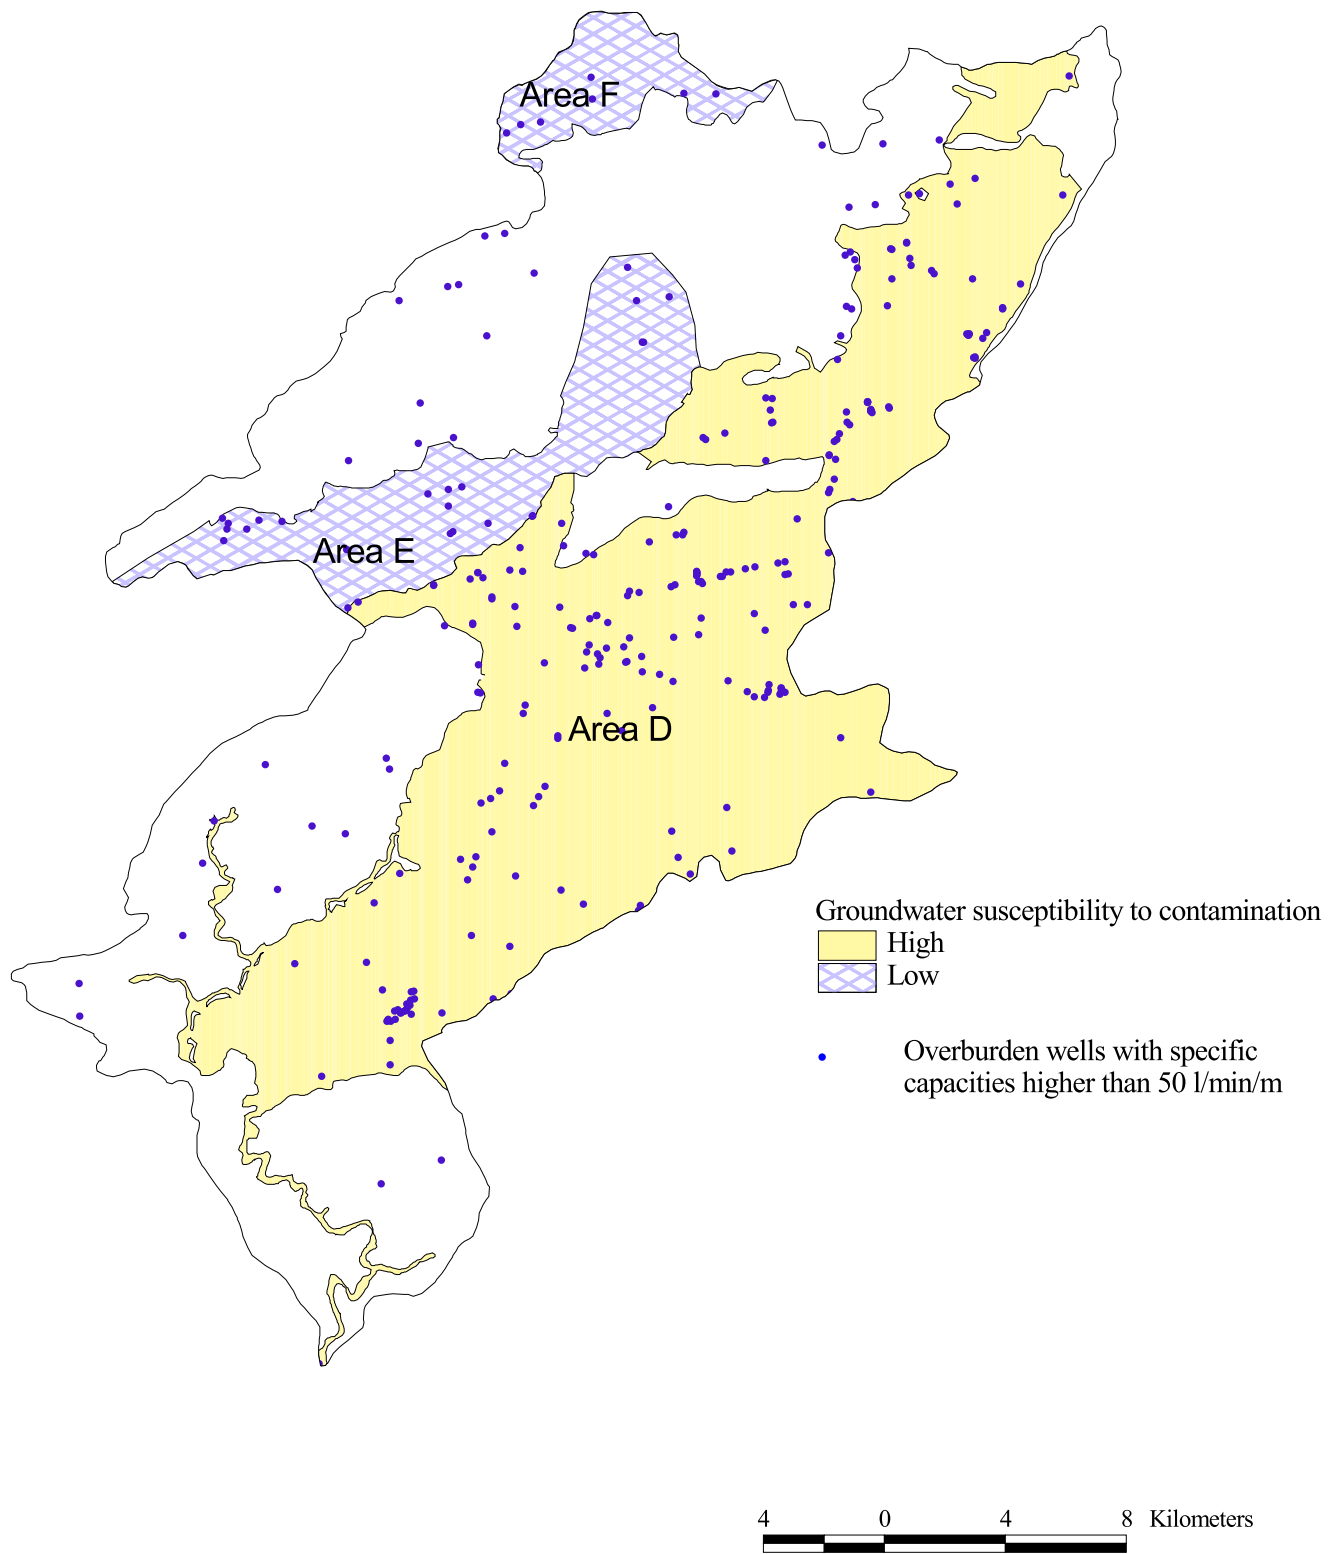 Area F
Area E
Area D
Groundwater susceptibility to contamination
High
Low
Overburden wells with specific
capacities higher than 50 l/min/m
4 0 4 8 Kilometers